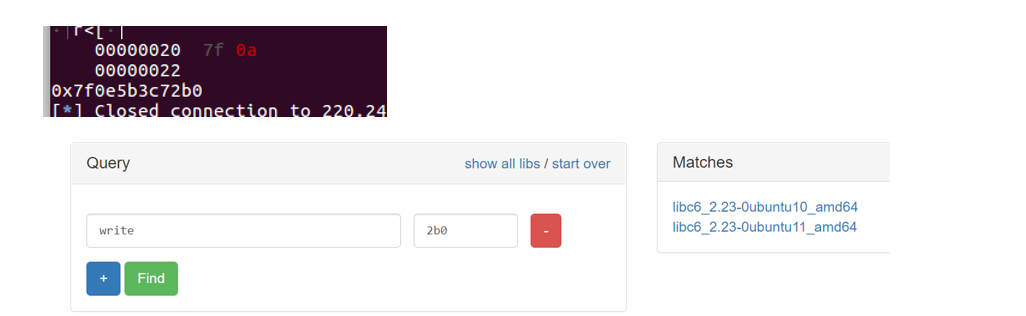 00000020 7f 0a
00000022
0x7f0e5b3c72b0
[*] Closed connection to 220.24
Query
show all libs / start over
write
2b0
-
+
Find
Matches
libc6_2.23-0ubuntu10_amd64
libc6_2.23-0ubuntu11_amd64